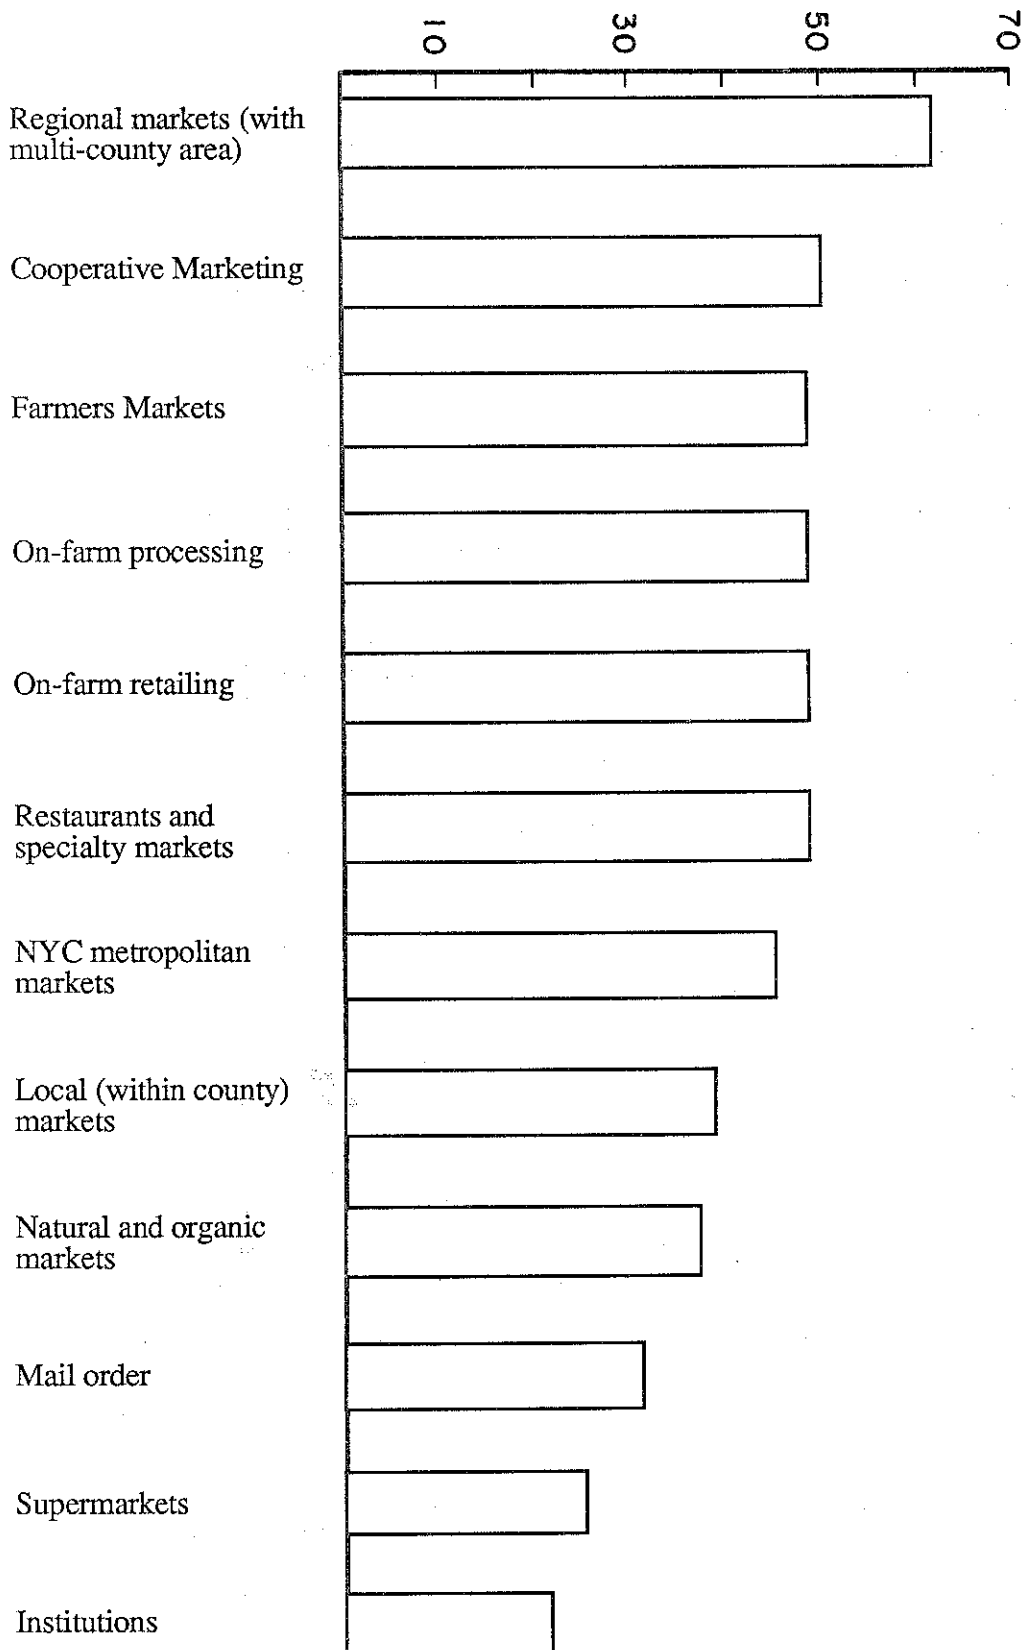 10
30
50
70
Regional markets (with
multi-county area)
Cooperative Marketing
Farmers Markets
On-farm processing
On-farm retailing
Restaurants and
specialty markets
NYC metropolitan
markets
Local (within county)
markets
Natural and organic
markets
Mail order
Supermarkets
Institutions